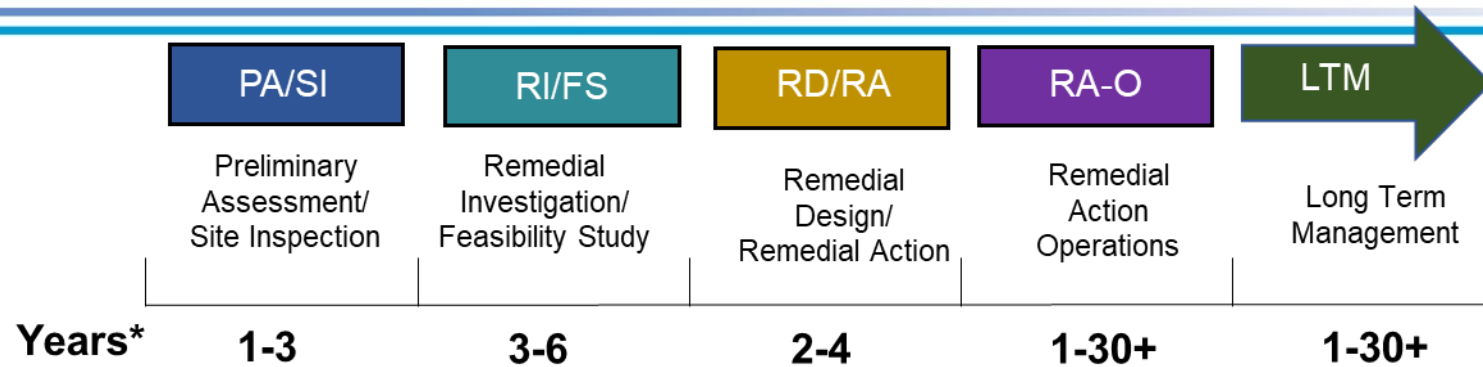 PA/SI
RI/FS
RD/RA
RA-O
LTM
Preliminary
Assessment/
Site Inspection
Remedial
Investigation/
Feasibility Study
Remedial
Design/
Remedial Action
Remedial
Action
Operations
Long Term
Management
Years* 1-3 3-6 2-4 1-30+ 1-30+